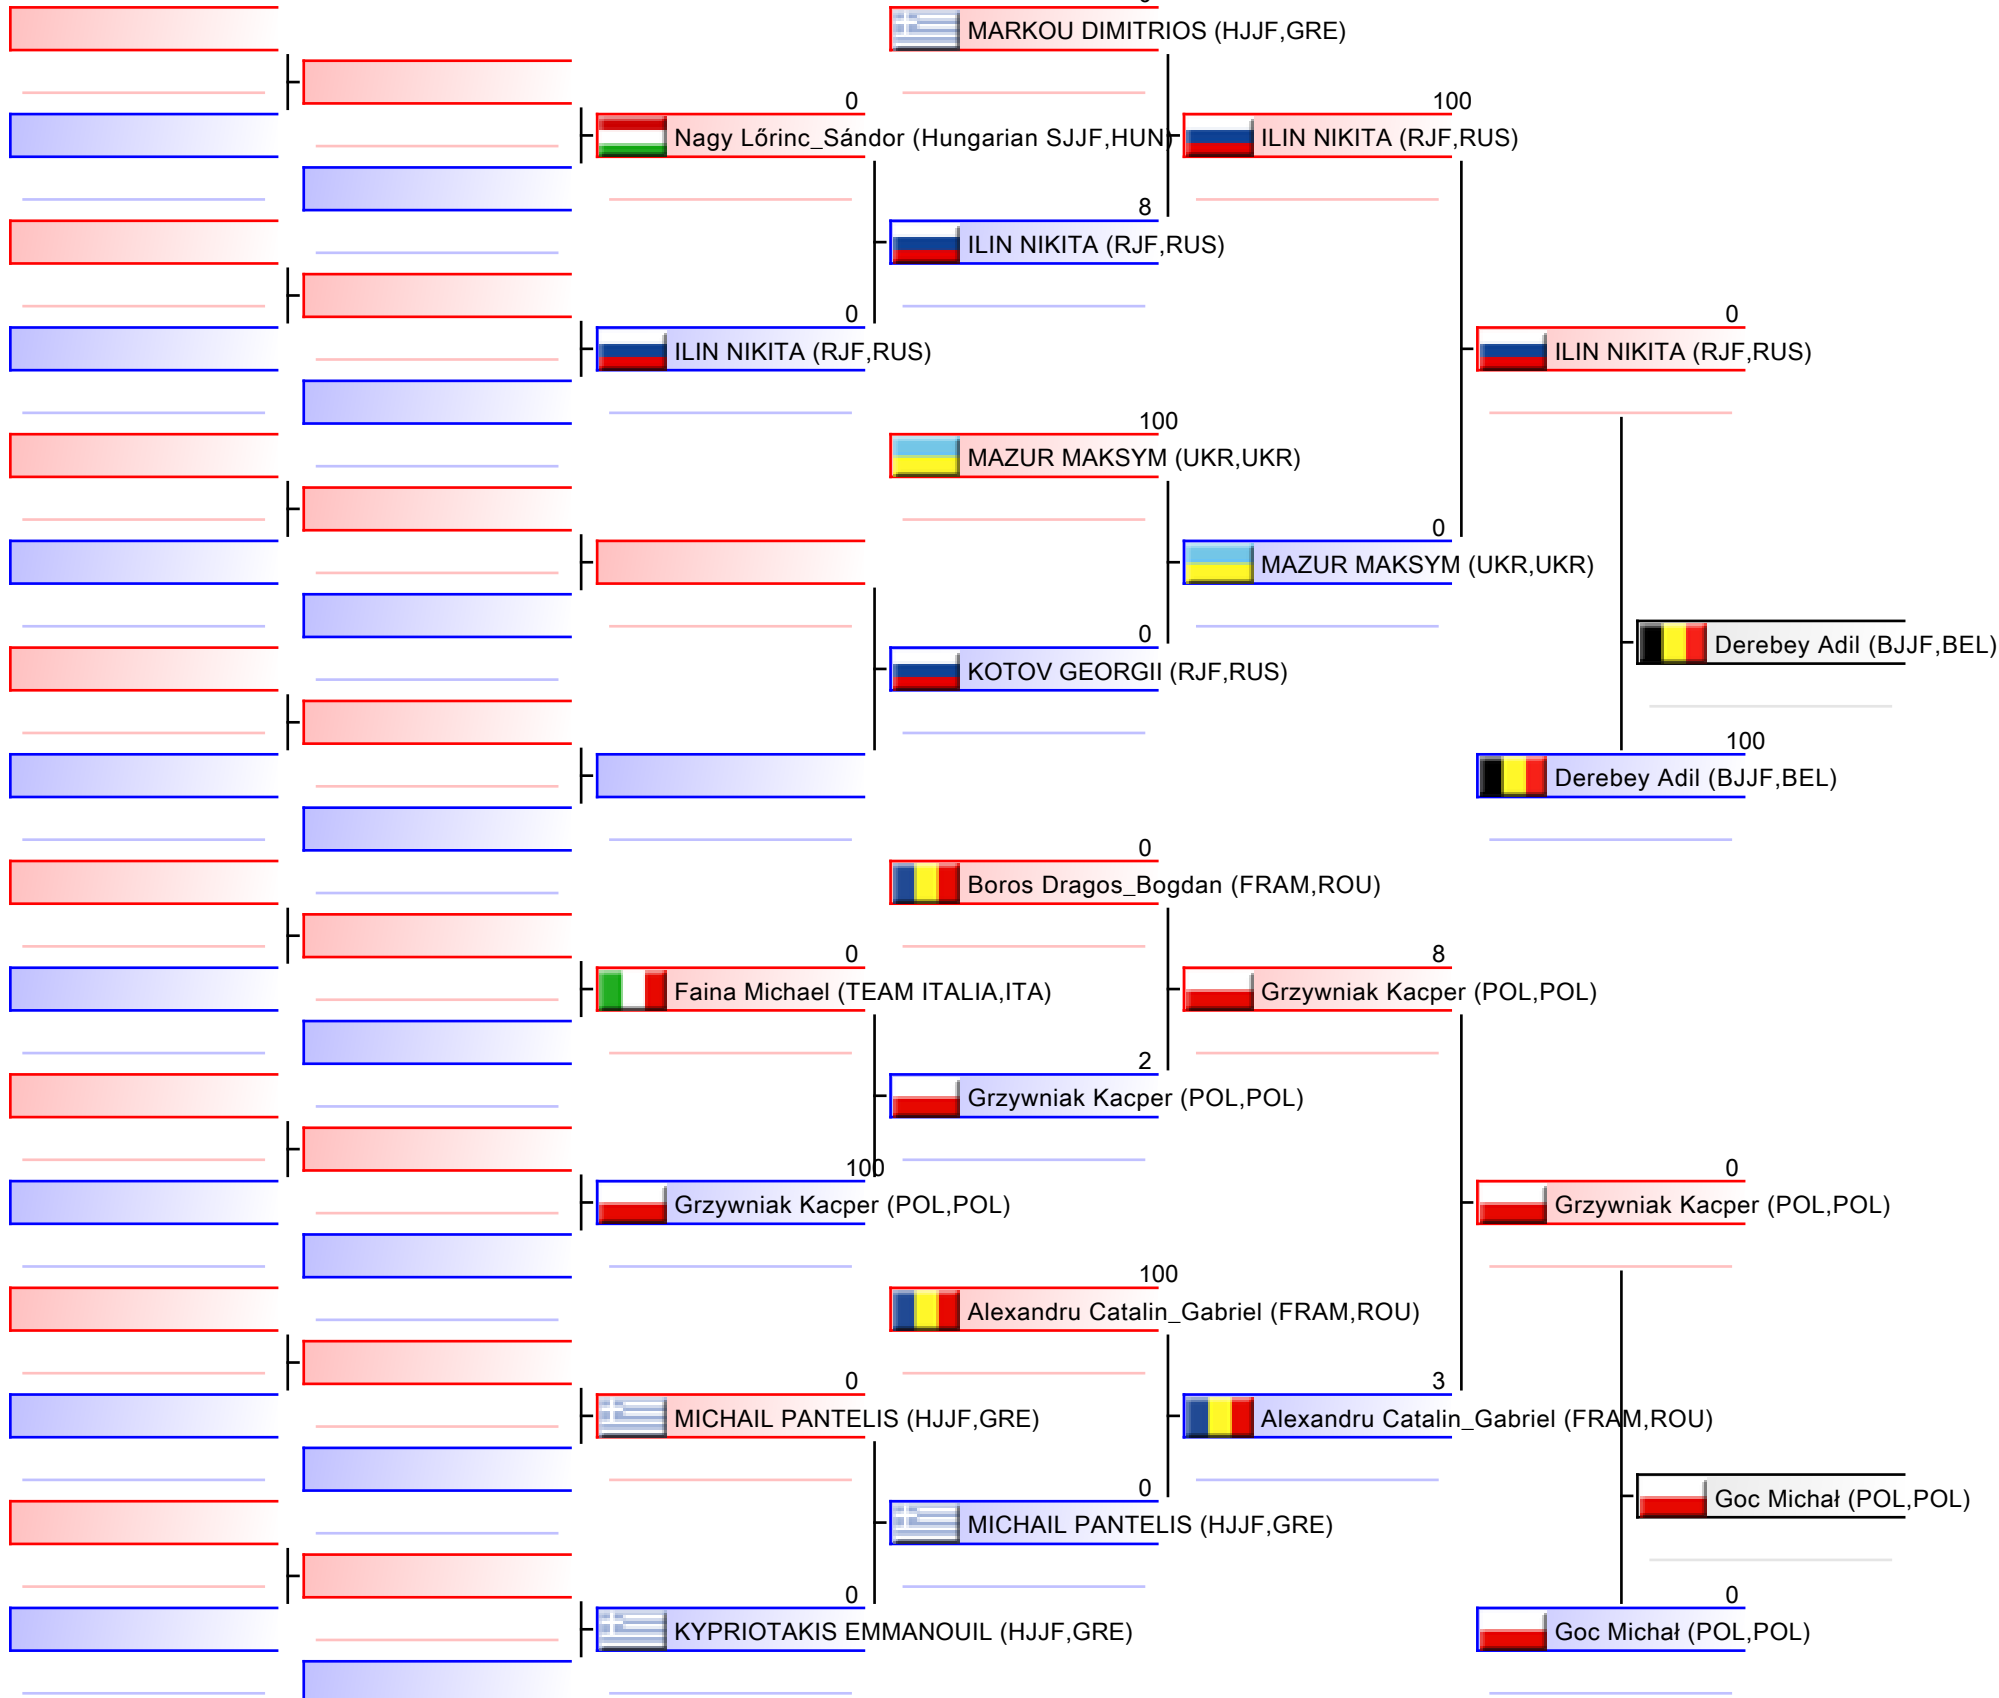 MARKOU DIMITRIOS (HJJF,GRE)
0
Nagy Lőrinc_Sándor (Hungarian SJJF,HUN)
100
ILIN NIKITA (RJF,RUS)
8
ILIN NIKITA (RJF,RUS)
0
ILIN NIKITA (RJF,RUS)
0
ILIN NIKITA (RJF,RUS)
100
MAZUR MAKSYM (UKR,UKR)
0
MAZUR MAKSYM (UKR,UKR)
0
KOTOV GEORGII (RJF,RUS)
Derebey Adil (BJJF,BEL)
100
Derebey Adil (BJJF,BEL)
0
Boros Dragos_Bogdan (FRAM,ROU)
0
Faina Michael (TEAM ITALIA,ITA)
8
Grzywniak Kacper (POL,POL)
2
Grzywniak Kacper (POL,POL)
100
Grzywniak Kacper (POL,POL)
0
Grzywniak Kacper (POL,POL)
100
Alexandru Catalin_Gabriel (FRAM,ROU)
0
MICHAIL PANTELIS (HJJF,GRE)
3
Alexandru Catalin_Gabriel (FRAM,ROU)
0
MICHAIL PANTELIS (HJJF,GRE)
Goc Michał (POL,POL)
0
KYPRIOTAKIS EMMANOUIL (HJJF,GRE)
0
Goc Michał (POL,POL)